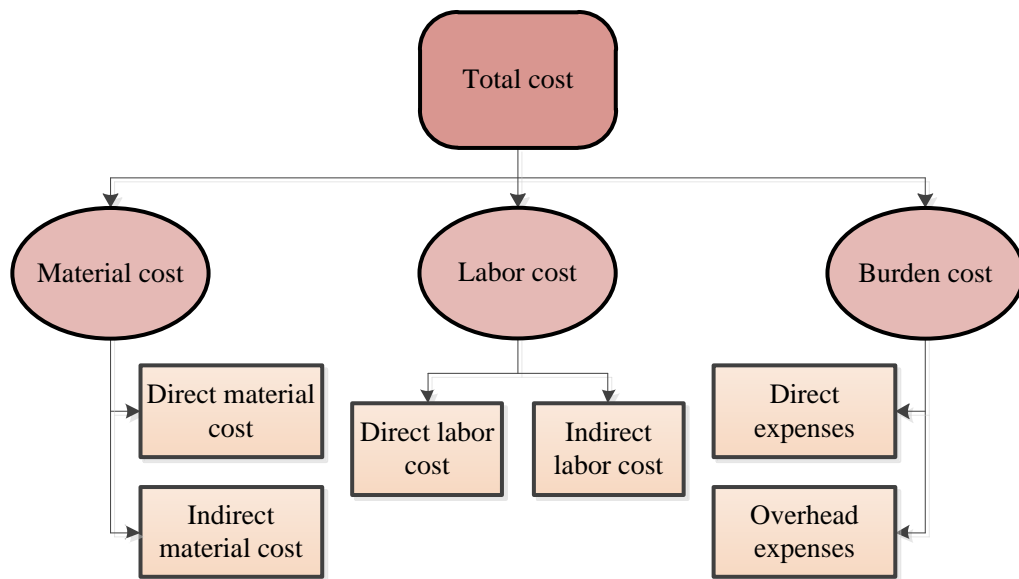 Total cost
Material cost
Labor cost
Burden cost
Direct material
cost
Indirect
material cost
Direct labor
cost
Indirect
labor cost
Direct
expenses
Overhead
expenses